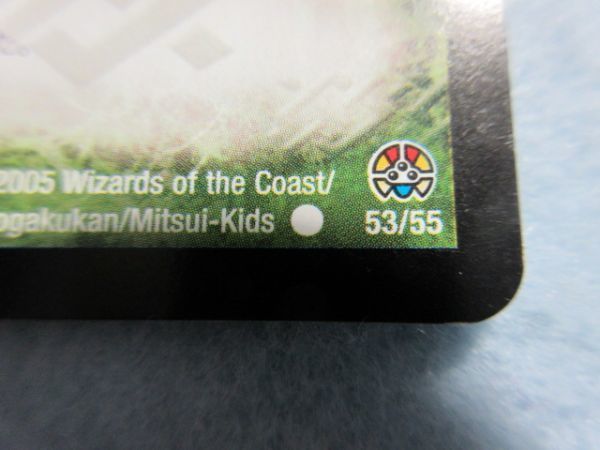 2005 Wizards of the Coast/
ogakukan/Mitsui-Kids
53/55